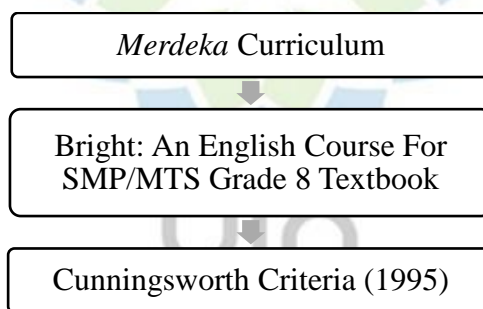 Merdeka Curriculum
Bright: An English Course For
SMP/MTS Grade 8 Textbook
Cunningsworth Criteria (1995)